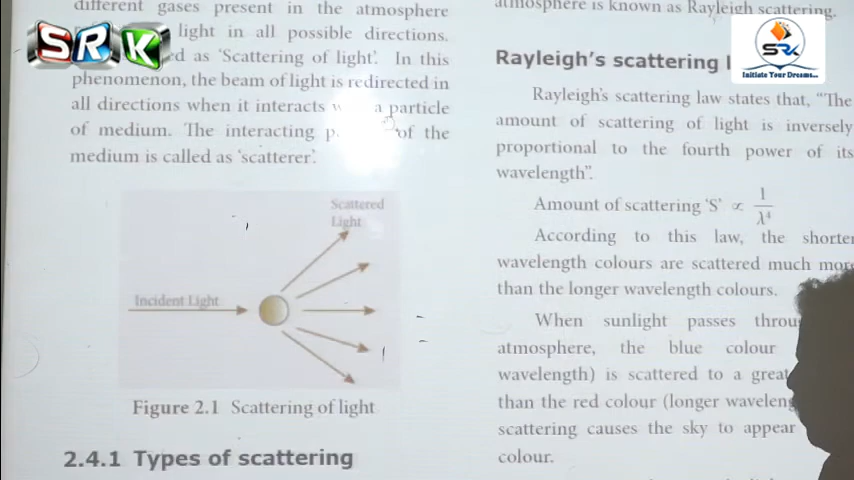 different gases present in the atmosphere
light in all possible directions.
as 'Scattering of light'. In this
phenomenon, the beam of light is redirected in
all directions when it interacts a particle
of medium. The interacting of the
medium is called as 'scatterer'.
Scattered
Light
Incident Light
Figure 2.1 Scattering of light
2.4.1 Types of scattering
atmosphere is known as Rayleigh scattering.
Rayleigh's scattering
Rayleigh's scattering law states that, "The
amount of scattering of light is inversely
proportional to the fourth power of its
wavelength".
Amount of scattering 'S' ∝ 1/λ⁴
According to this law, the shorter
wavelength colours are scattered much more
than the longer wavelength colours.
When sunlight passes
atmosphere, the blue colour
wavelength) is scattered to a
than the red colour (longer
scattering causes the sky to appear
colour.
SRK
SRK
Initiate Your Dreams...